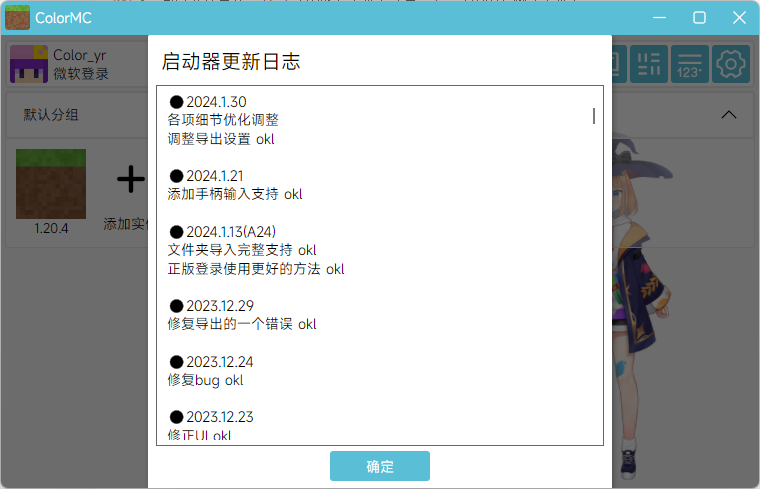 ColorMC
Color_yr
微软登录
123
默认分组
1.20.4
添加实
启动器更新日志
●2024.1.30
各项细节优化调整
调整导出设置 okl
●2024.1.21
添加手柄输入支持 okl
●2024.1.13(A24)
文件夹导入完整支持 okl
正版登录使用更好的方法 okl
●2023.12.29
修复导出的一个错误 okl
●2023.12.24
修复bug okl
●2023.12.23
修正UI okl
确定